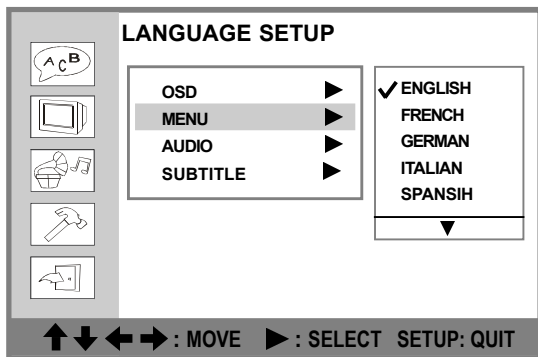 LANGUAGE SETUP
A C B
OSD
MENU
AUDIO
SUBTITLE
ENGLISH
FRENCH
GERMAN
ITALIAN
SPANSIH
: MOVE : SELECT SETUP: QUIT